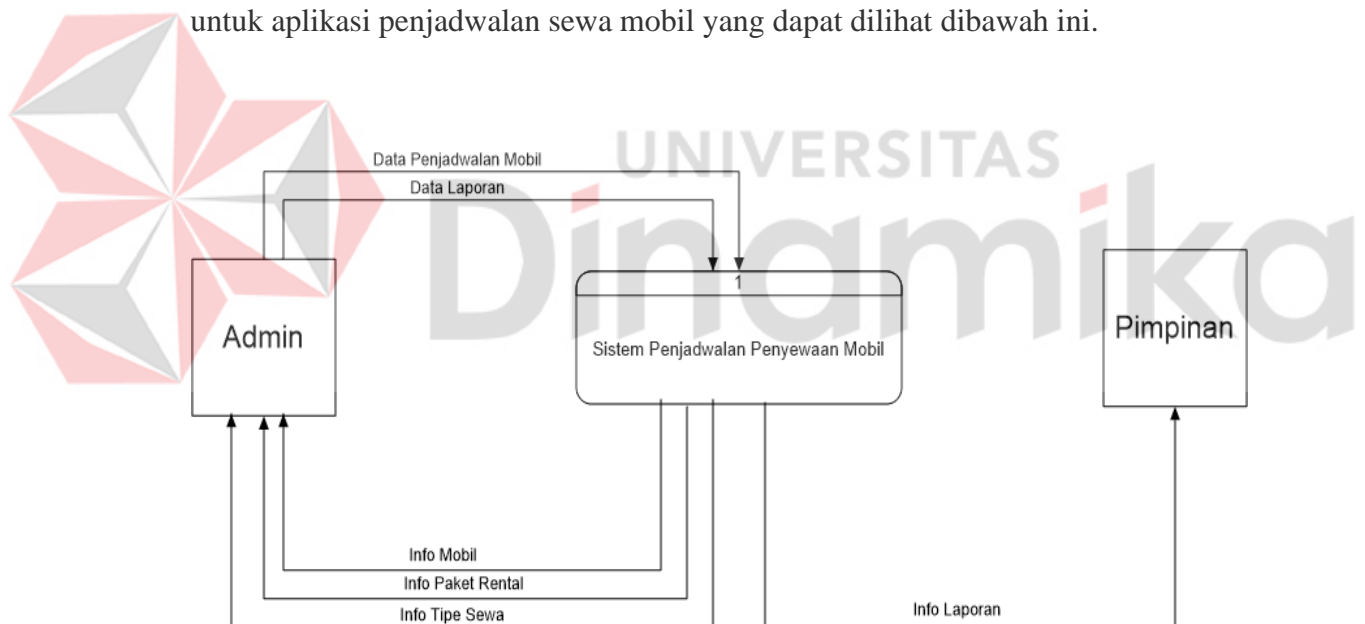 untuk aplikasi penjadwalan sewa mobil yang dapat dilihat dibawah ini.
UNIVERSITAS
Dinamika
Data Penjadwalan Mobil
Data Laporan
1
Admin
Sistem Penjadwalan Penyewaan Mobil
Pimpinan
Info Mobil
Info Paket Rental
Info Tipe Sewa
Info Laporan